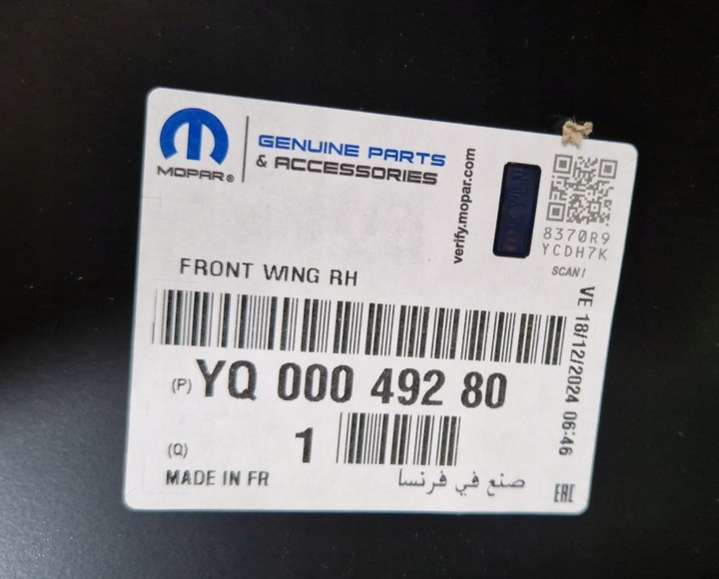 MOPAR®
GENUINE PARTS
& ACCESSORIES
verify.mopar.com
8370R9
YCDH7K
SCAN!
FRONT WING RH
VE 18/12/2024 06:46
(P) YQ 000 492 80
(Q) 1
MADE IN FR
صنع في فرنسا
EAC